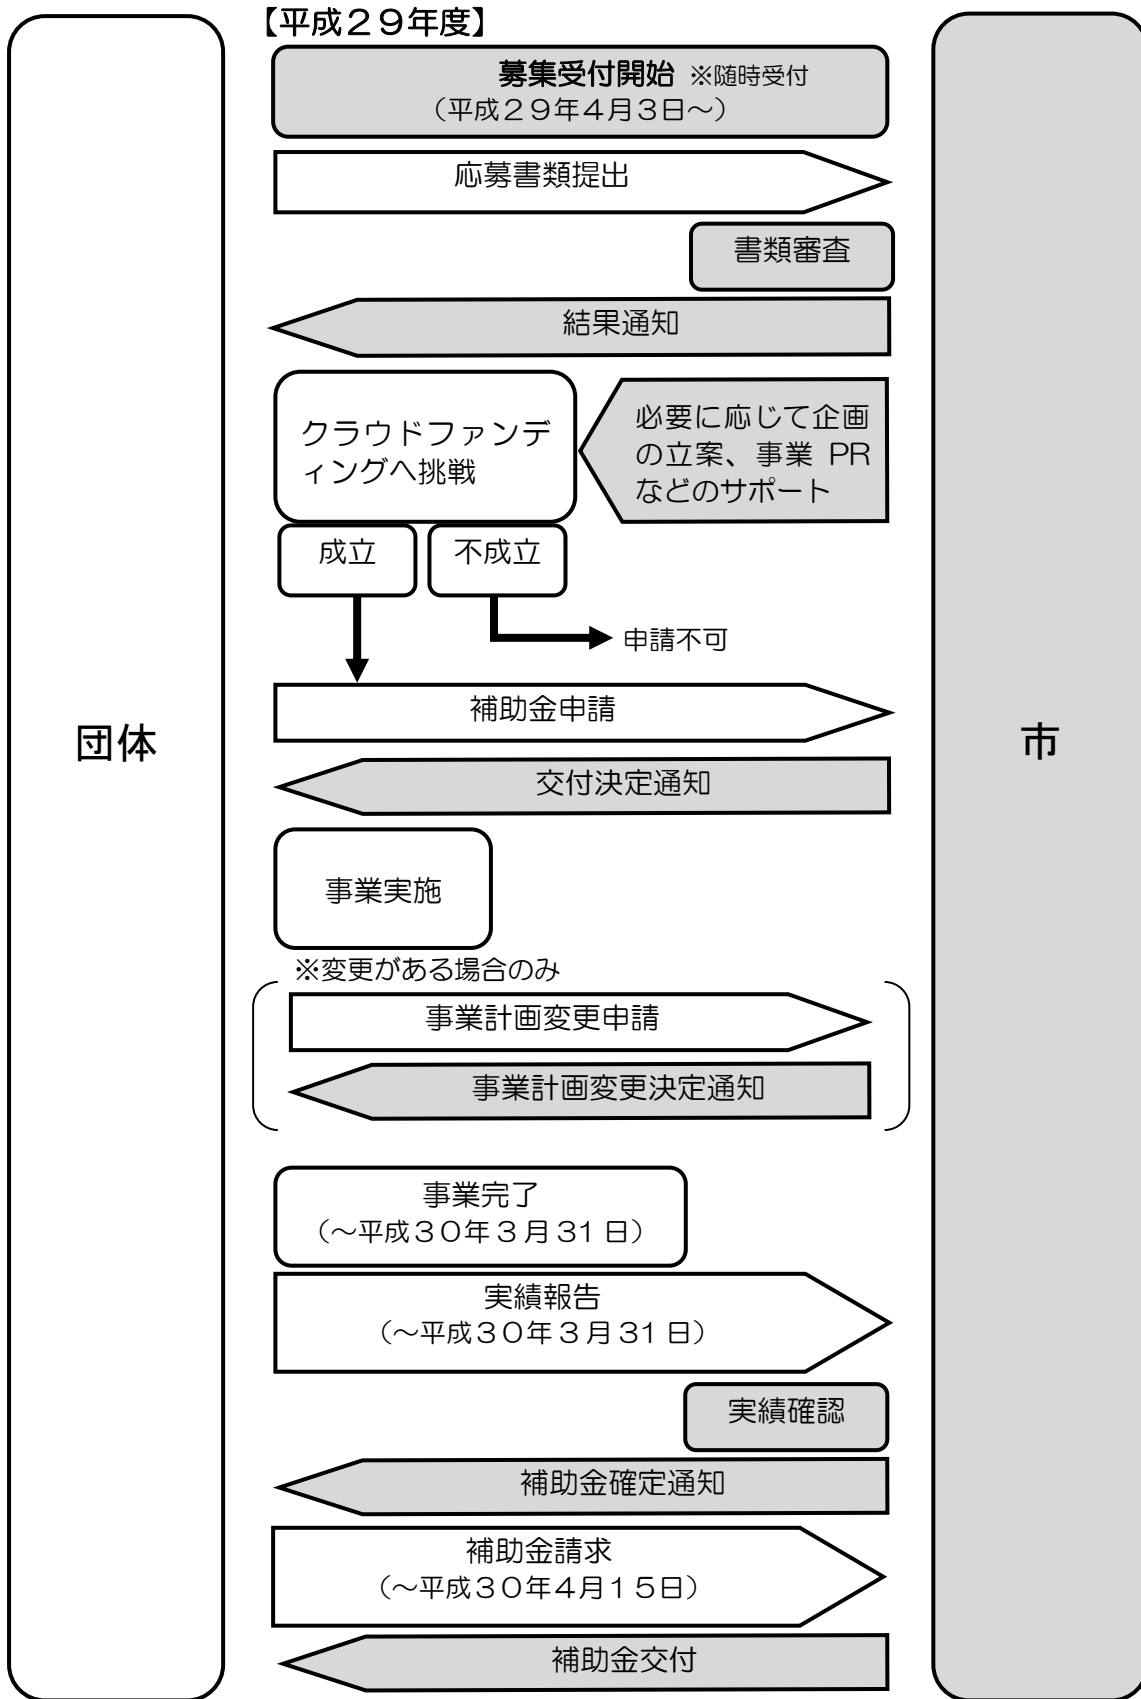 【平成２９年度】
募集受付開始 ※随時受付
（平成２９年４月３日～）
応募書類提出
書類審査
結果通知
クラウドファンデ
ィングへ挑戦
必要に応じて企画
の立案、事業 PR
などのサポート
成立
不成立
申請不可
補助金申請
団体
市
交付決定通知
事業実施
※変更がある場合のみ
事業計画変更申請
事業計画変更決定通知
事業完了
（～平成３０年３月31日）
実績報告
（～平成３０年３月31日）
実績確認
補助金確定通知
補助金請求
（～平成３０年４月１５日）
補助金交付